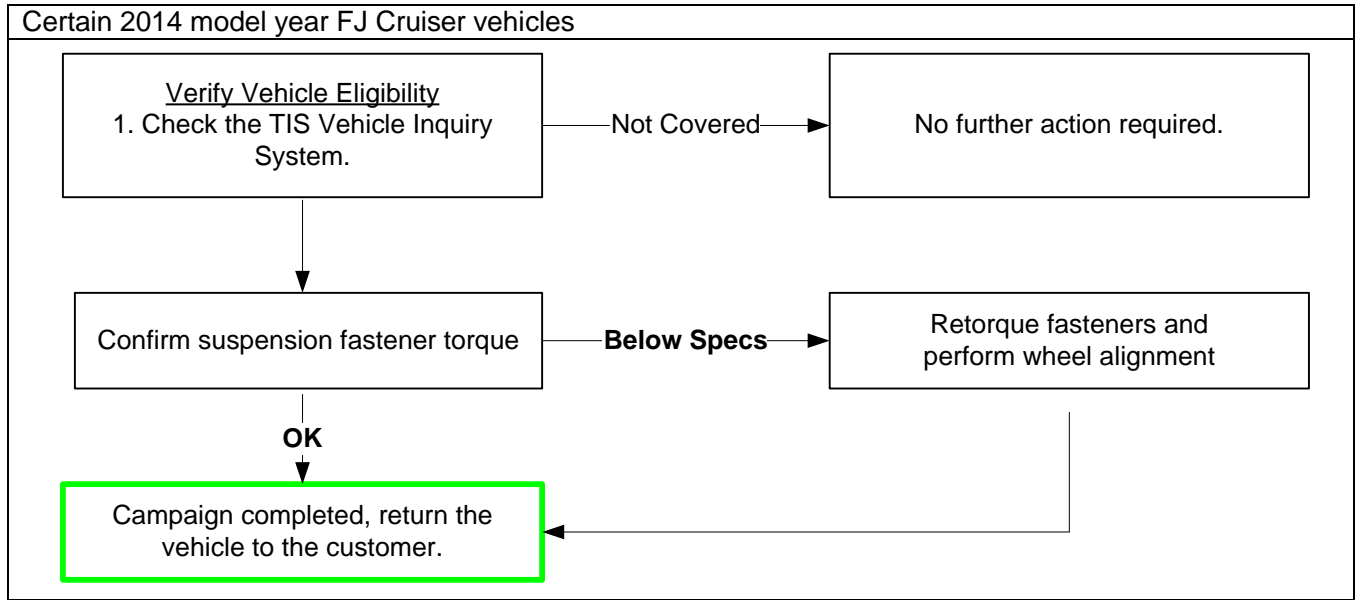 Certain 2014 model year FJ Cruiser vehicles
Verify Vehicle Eligibility
1. Check the TIS Vehicle Inquiry
System.
Not Covered
No further action required.
Confirm suspension fastener torque
Below Specs
Retorque fasteners and
perform wheel alignment
OK
Campaign completed, return the
vehicle to the customer.